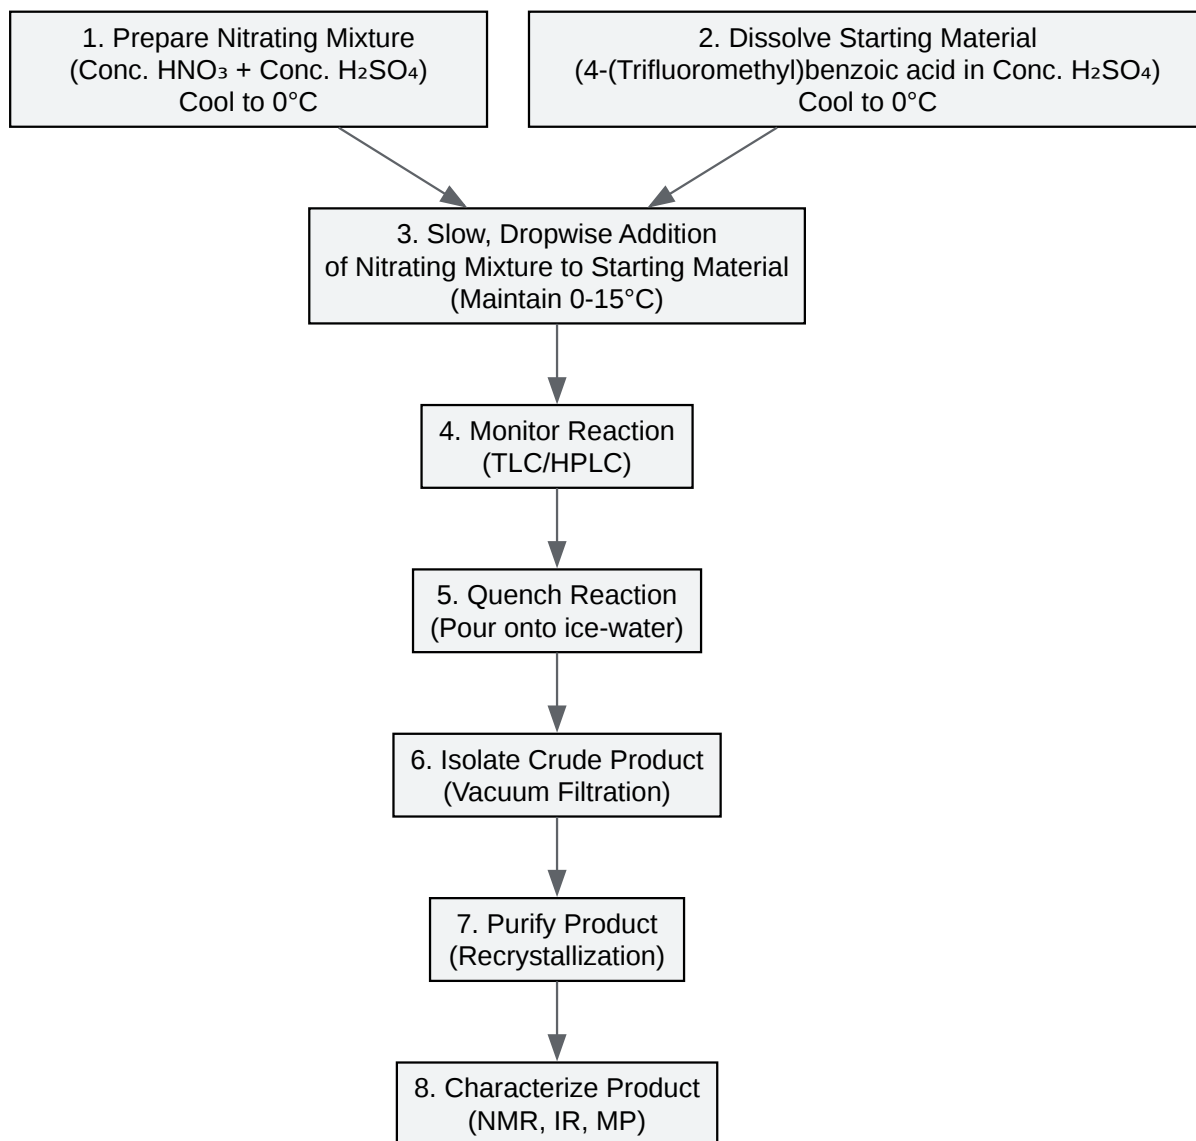 1. Prepare Nitrating Mixture
(Conc. HNO₃ + Conc. H₂SO₄)
Cool to 0°C
2. Dissolve Starting Material
(4-(Trifluoromethyl)benzoic acid in Conc. H₂SO₄)
Cool to 0°C
3. Slow, Dropwise Addition
of Nitrating Mixture to Starting Material
(Maintain 0-15°C)
4. Monitor Reaction
(TLC/HPLC)
5. Quench Reaction
(Pour onto ice-water)
6. Isolate Crude Product
(Vacuum Filtration)
7. Purify Product
(Recrystallization)
8. Characterize Product
(NMR, IR, MP)